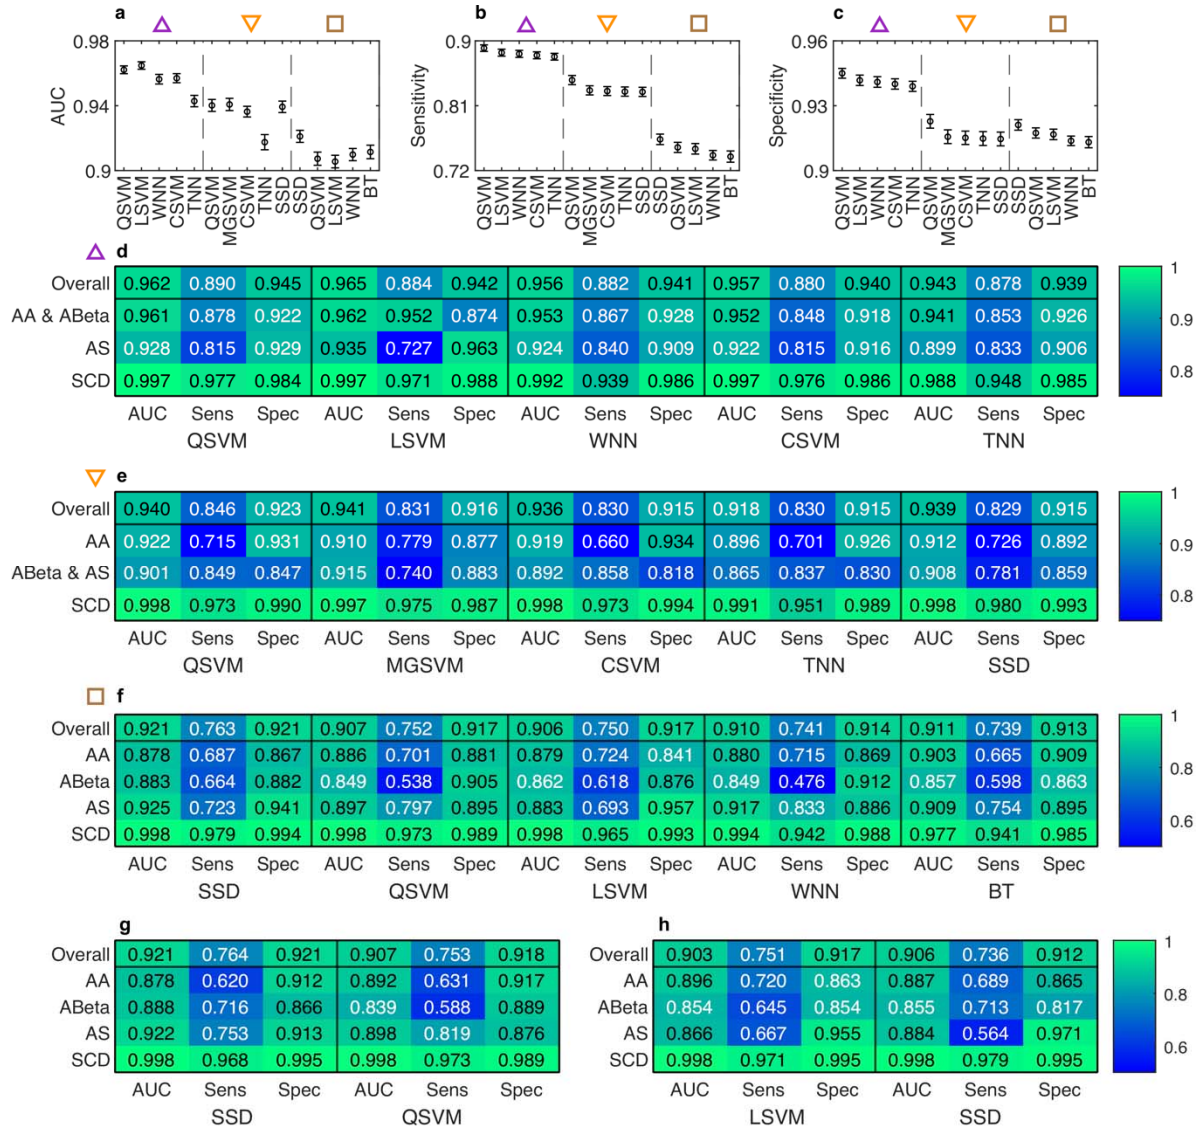 a b c
0.98 0.9 0.96
AUC Sensitivity Specificity
0.94 0.81 0.93
0.9 0.72 0.9
QSVM LSVM WNN CSVM TNN QSVM MGSVM CSVM TNN SSD SSD QSVM LSVM WNN BT
QSVM LSVM WNN CSVM TNN QSVM MGSVM CSVM TNN SSD SSD QSVM LSVM WNN BT
QSVM LSVM WNN CSVM TNN QSVM MGSVM CSVM TNN SSD SSD QSVM LSVM WNN BT
d
Overall 0.962 0.890 0.945 0.965 0.884 0.942 0.956 0.882 0.941 0.957 0.880 0.940 0.943 0.878 0.939 1
AA & ABeta 0.961 0.878 0.922 0.962 0.952 0.874 0.953 0.867 0.928 0.952 0.848 0.918 0.941 0.853 0.926 0.9
AS 0.928 0.815 0.929 0.935 0.727 0.963 0.924 0.840 0.909 0.922 0.815 0.916 0.899 0.833 0.906
SCD 0.997 0.977 0.984 0.997 0.971 0.988 0.992 0.939 0.986 0.997 0.976 0.986 0.988 0.948 0.985 0.8
AUC Sens Spec AUC Sens Spec AUC Sens Spec AUC Sens Spec AUC Sens Spec
QSVM LSVM WNN CSVM TNN
e
Overall 0.940 0.846 0.923 0.941 0.831 0.916 0.936 0.830 0.915 0.918 0.830 0.915 0.939 0.829 0.915 1
AA 0.922 0.715 0.931 0.910 0.779 0.877 0.919 0.660 0.934 0.896 0.701 0.926 0.912 0.726 0.892 0.9
ABeta & AS 0.901 0.849 0.847 0.915 0.740 0.883 0.892 0.858 0.818 0.865 0.837 0.830 0.908 0.781 0.859
SCD 0.998 0.973 0.990 0.997 0.975 0.987 0.998 0.973 0.994 0.991 0.951 0.989 0.998 0.980 0.993 0.8
AUC Sens Spec AUC Sens Spec AUC Sens Spec AUC Sens Spec AUC Sens Spec
QSVM MGSVM CSVM TNN SSD
f
Overall 0.921 0.763 0.921 0.907 0.752 0.917 0.906 0.750 0.917 0.910 0.741 0.914 0.911 0.739 0.913 1
AA 0.878 0.687 0.867 0.886 0.701 0.881 0.879 0.724 0.841 0.880 0.715 0.869 0.903 0.665 0.909
ABeta 0.883 0.664 0.882 0.849 0.538 0.905 0.862 0.618 0.876 0.849 0.476 0.912 0.857 0.598 0.863 0.8
AS 0.925 0.723 0.941 0.897 0.797 0.895 0.883 0.693 0.957 0.917 0.833 0.886 0.909 0.754 0.895
SCD 0.998 0.979 0.994 0.998 0.973 0.989 0.998 0.965 0.993 0.994 0.942 0.988 0.977 0.941 0.985 0.6
AUC Sens Spec AUC Sens Spec AUC Sens Spec AUC Sens Spec AUC Sens Spec
SSD QSVM LSVM WNN BT
g h
Overall 0.921 0.764 0.921 0.907 0.753 0.918 Overall 0.903 0.751 0.917 0.906 0.736 0.912 1
AA 0.878 0.620 0.912 0.892 0.631 0.917 AA 0.896 0.720 0.863 0.887 0.689 0.865
ABeta 0.888 0.716 0.866 0.839 0.588 0.889 ABeta 0.854 0.645 0.854 0.855 0.713 0.817 0.8
AS 0.922 0.753 0.913 0.898 0.819 0.876 AS 0.866 0.667 0.955 0.884 0.564 0.971
SCD 0.998 0.968 0.995 0.998 0.973 0.989 SCD 0.998 0.971 0.995 0.998 0.979 0.995 0.6
AUC Sens Spec AUC Sens Spec AUC Sens Spec AUC Sens Spec
SSD QSVM LSVM SSD